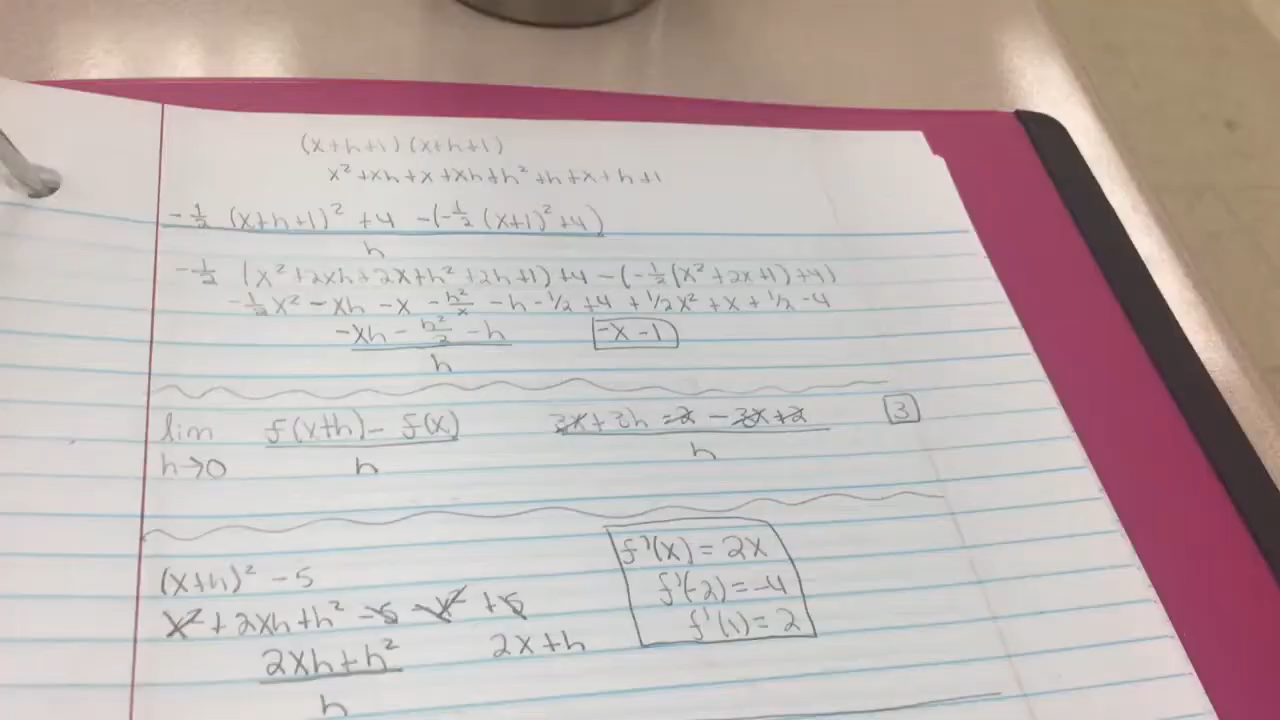 (x+h+1)(x+h+1)
x² +xh +x +xh +h² +h +x +h +1
-½ (x+h+1)² +4 -(-½ (x+1)² +4)
h
-½ (x² +2xh +2x +h² +2h +1) +4 -(-½(x² +2x +1) +4)
-½x² -xh -x -h²/x -h -1/2 +4 +1/2x² +x +1/2 -4
-xh - h²/2 -h -x -1
h
lim f(x+h) - f(x) 3x +3h -2 -3x +2 3
h→0 h h
(x+h)² -5 f'(x) = 2x
x² +2xh +h² -5 -x² +5 f'(-2) = -4
2xh +h² 2x +h f'(1) = 2
h